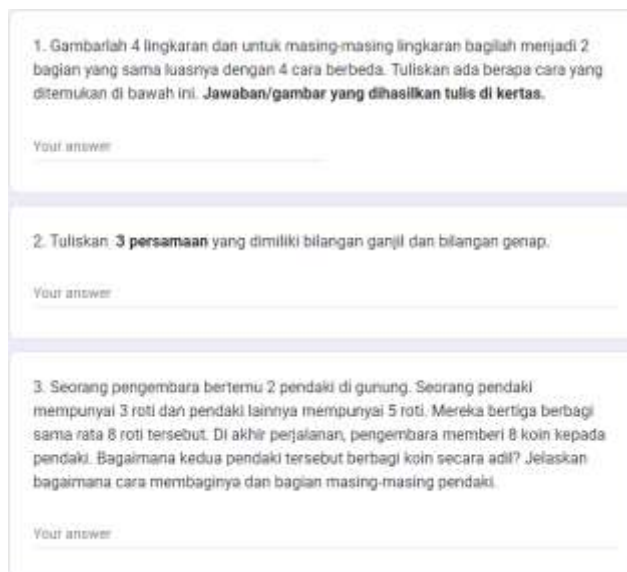 1. Gambarlah 4 lingkaran dan untuk masing-masing lingkaran bagilah menjadi 2
bagian yang sama luasnya dengan 4 cara berbeda. Tuliskan ada berapa cara yang
ditemukan di bawah ini. Jawaban/gambar yang dihasilkan tulis di kertas.
Your answer
2. Tuliskan 3 persamaan yang dimiliki bilangan ganjil dan bilangan genap.
Your answer
3. Seorang pengembara bertemu 2 pendaki di gunung. Seorang pendaki
mempunyai 3 roti dan pendaki lainnya mempunyai 5 roti. Mereka bertiga berbagi
sama rata 8 roti tersebut. Di akhir perjalanan, pengembara memberi 8 koin kepada
pendaki. Bagaimana kedua pendaki tersebut berbagi koin secara adil? Jelaskan
bagaimana cara membaginya dan bagian masing-masing pendaki.
Your answer